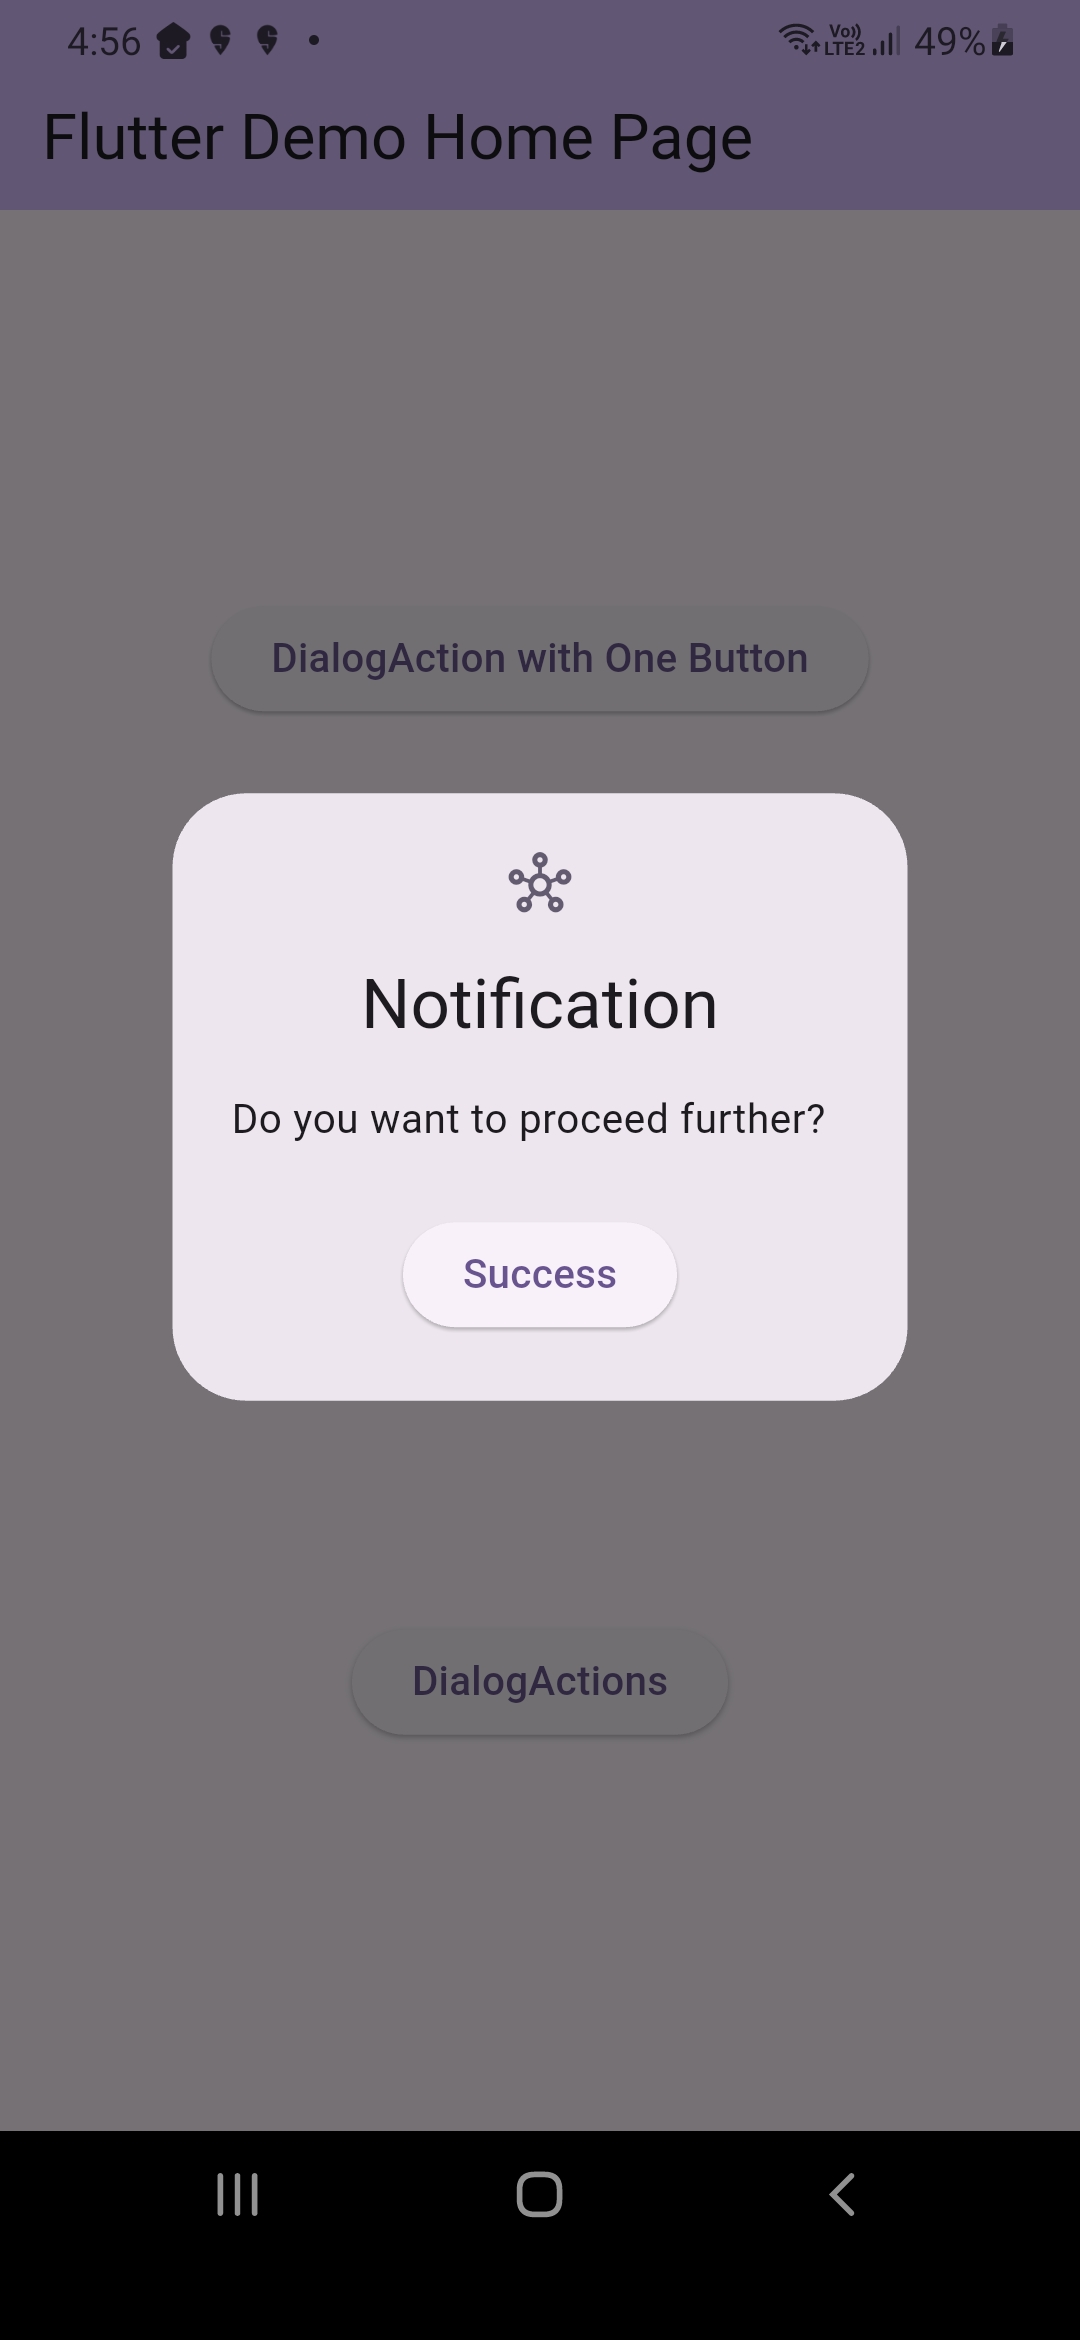 4:56
Vo))
LTE2
49%
Flutter Demo Home Page
DialogAction with One Button
Notification
Do you want to proceed further?
Success
DialogActions